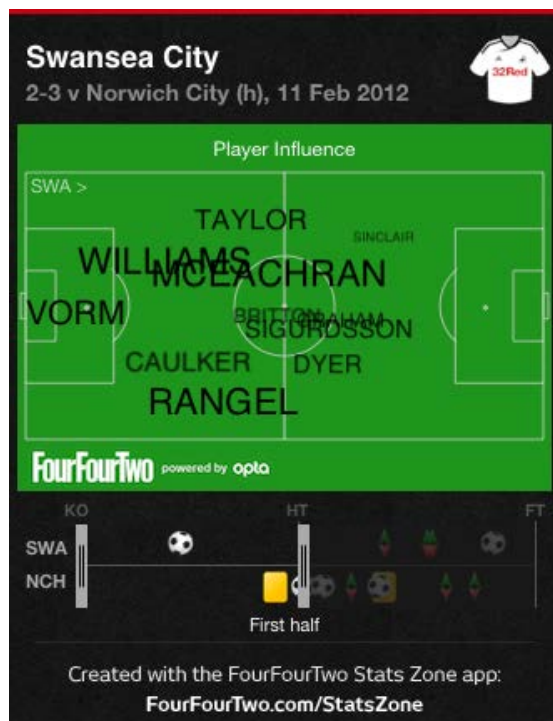 Swansea City
2-3 v Norwich City (h), 11 Feb 2012
32Red
Player Influence
SWA >
TAYLOR
SINCLAIR
WILLIAMS
MCEACHRAN
VORM
BRITTON
GRAHAM
SIGURDSSON
CAULKER
DYER
RANGEL
FourFourTwo powered by opta
KO HT FT
SWA
NCH
First half
Created with the FourFourTwo Stats Zone app:
FourFourTwo.com/StatsZone